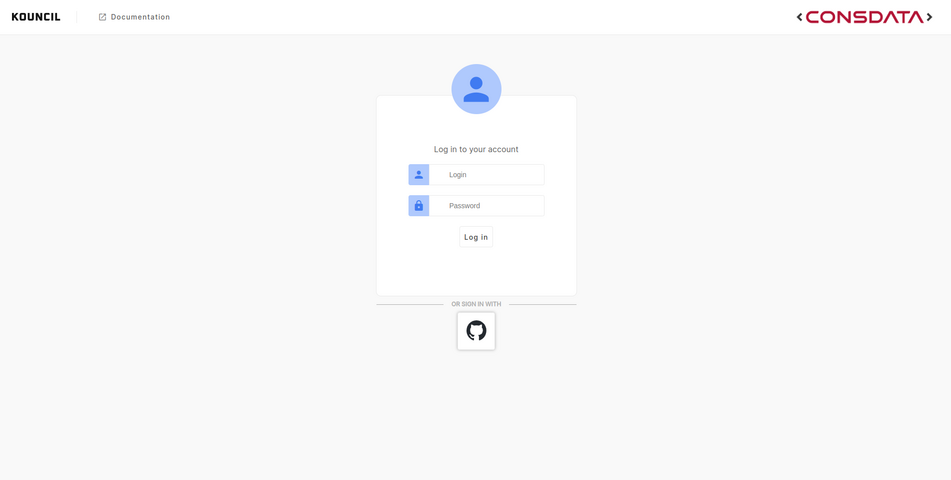 KOUNCIL
Documentation
CONSDATA
Log in to your account
Login
Password
Log in
OR SIGN IN WITH